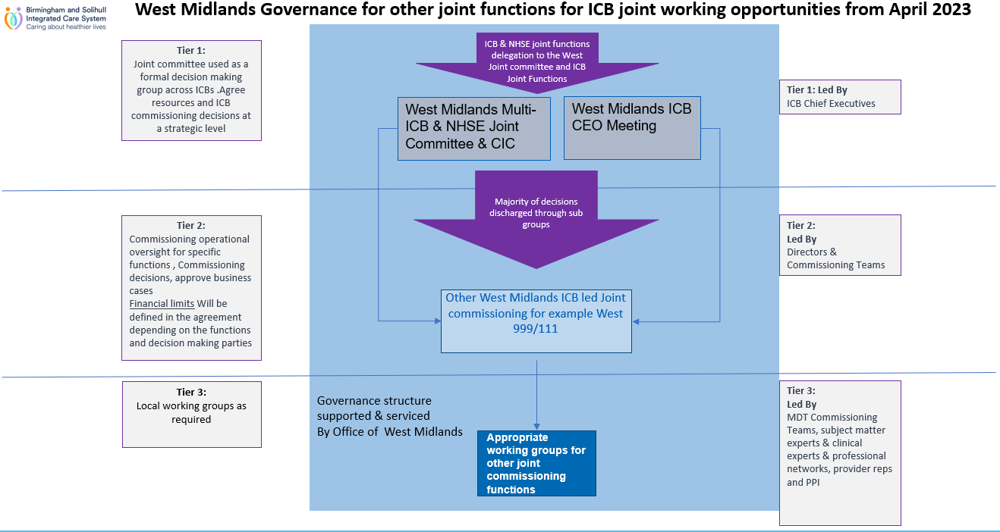 West Midlands Governance for other joint functions for ICB joint working opportunities from April 2023
Birmingham and Solihull
Integrated Care System
Caring about healthier lives
Tier 1:
Joint committee used as a
formal decision making
group across ICBs .Agree
resources and ICB
commissioning decisions at
a strategic level
ICB & NHSE joint functions
delegation to the West
Joint committee and ICB
Joint Functions
West Midlands Multi-
ICB & NHSE Joint
Committee & CIC
West Midlands ICB
CEO Meeting
Tier 1: Led By
ICB Chief Executives
Majority of decisions
discharged through sub
groups
Tier 2:
Commissioning operational
oversight for specific
functions , Commissioning
decisions, approve business
cases
Financial limits Will be
defined in the agreement
depending on the functions
and decision making parties
Tier 2:
Led By
Directors &
Commissioning Teams
Other West Midlands ICB led Joint
commissioning for example West
999/111
Tier 3:
Local working groups as
required
Governance structure
supported & serviced
By Office of West Midlands
Appropriate
working groups for
other joint
commissioning
functions
Tier 3:
Led By
MDT Commissioning
Teams, subject matter
experts & clinical
experts & professional
networks, provider reps
and PPI